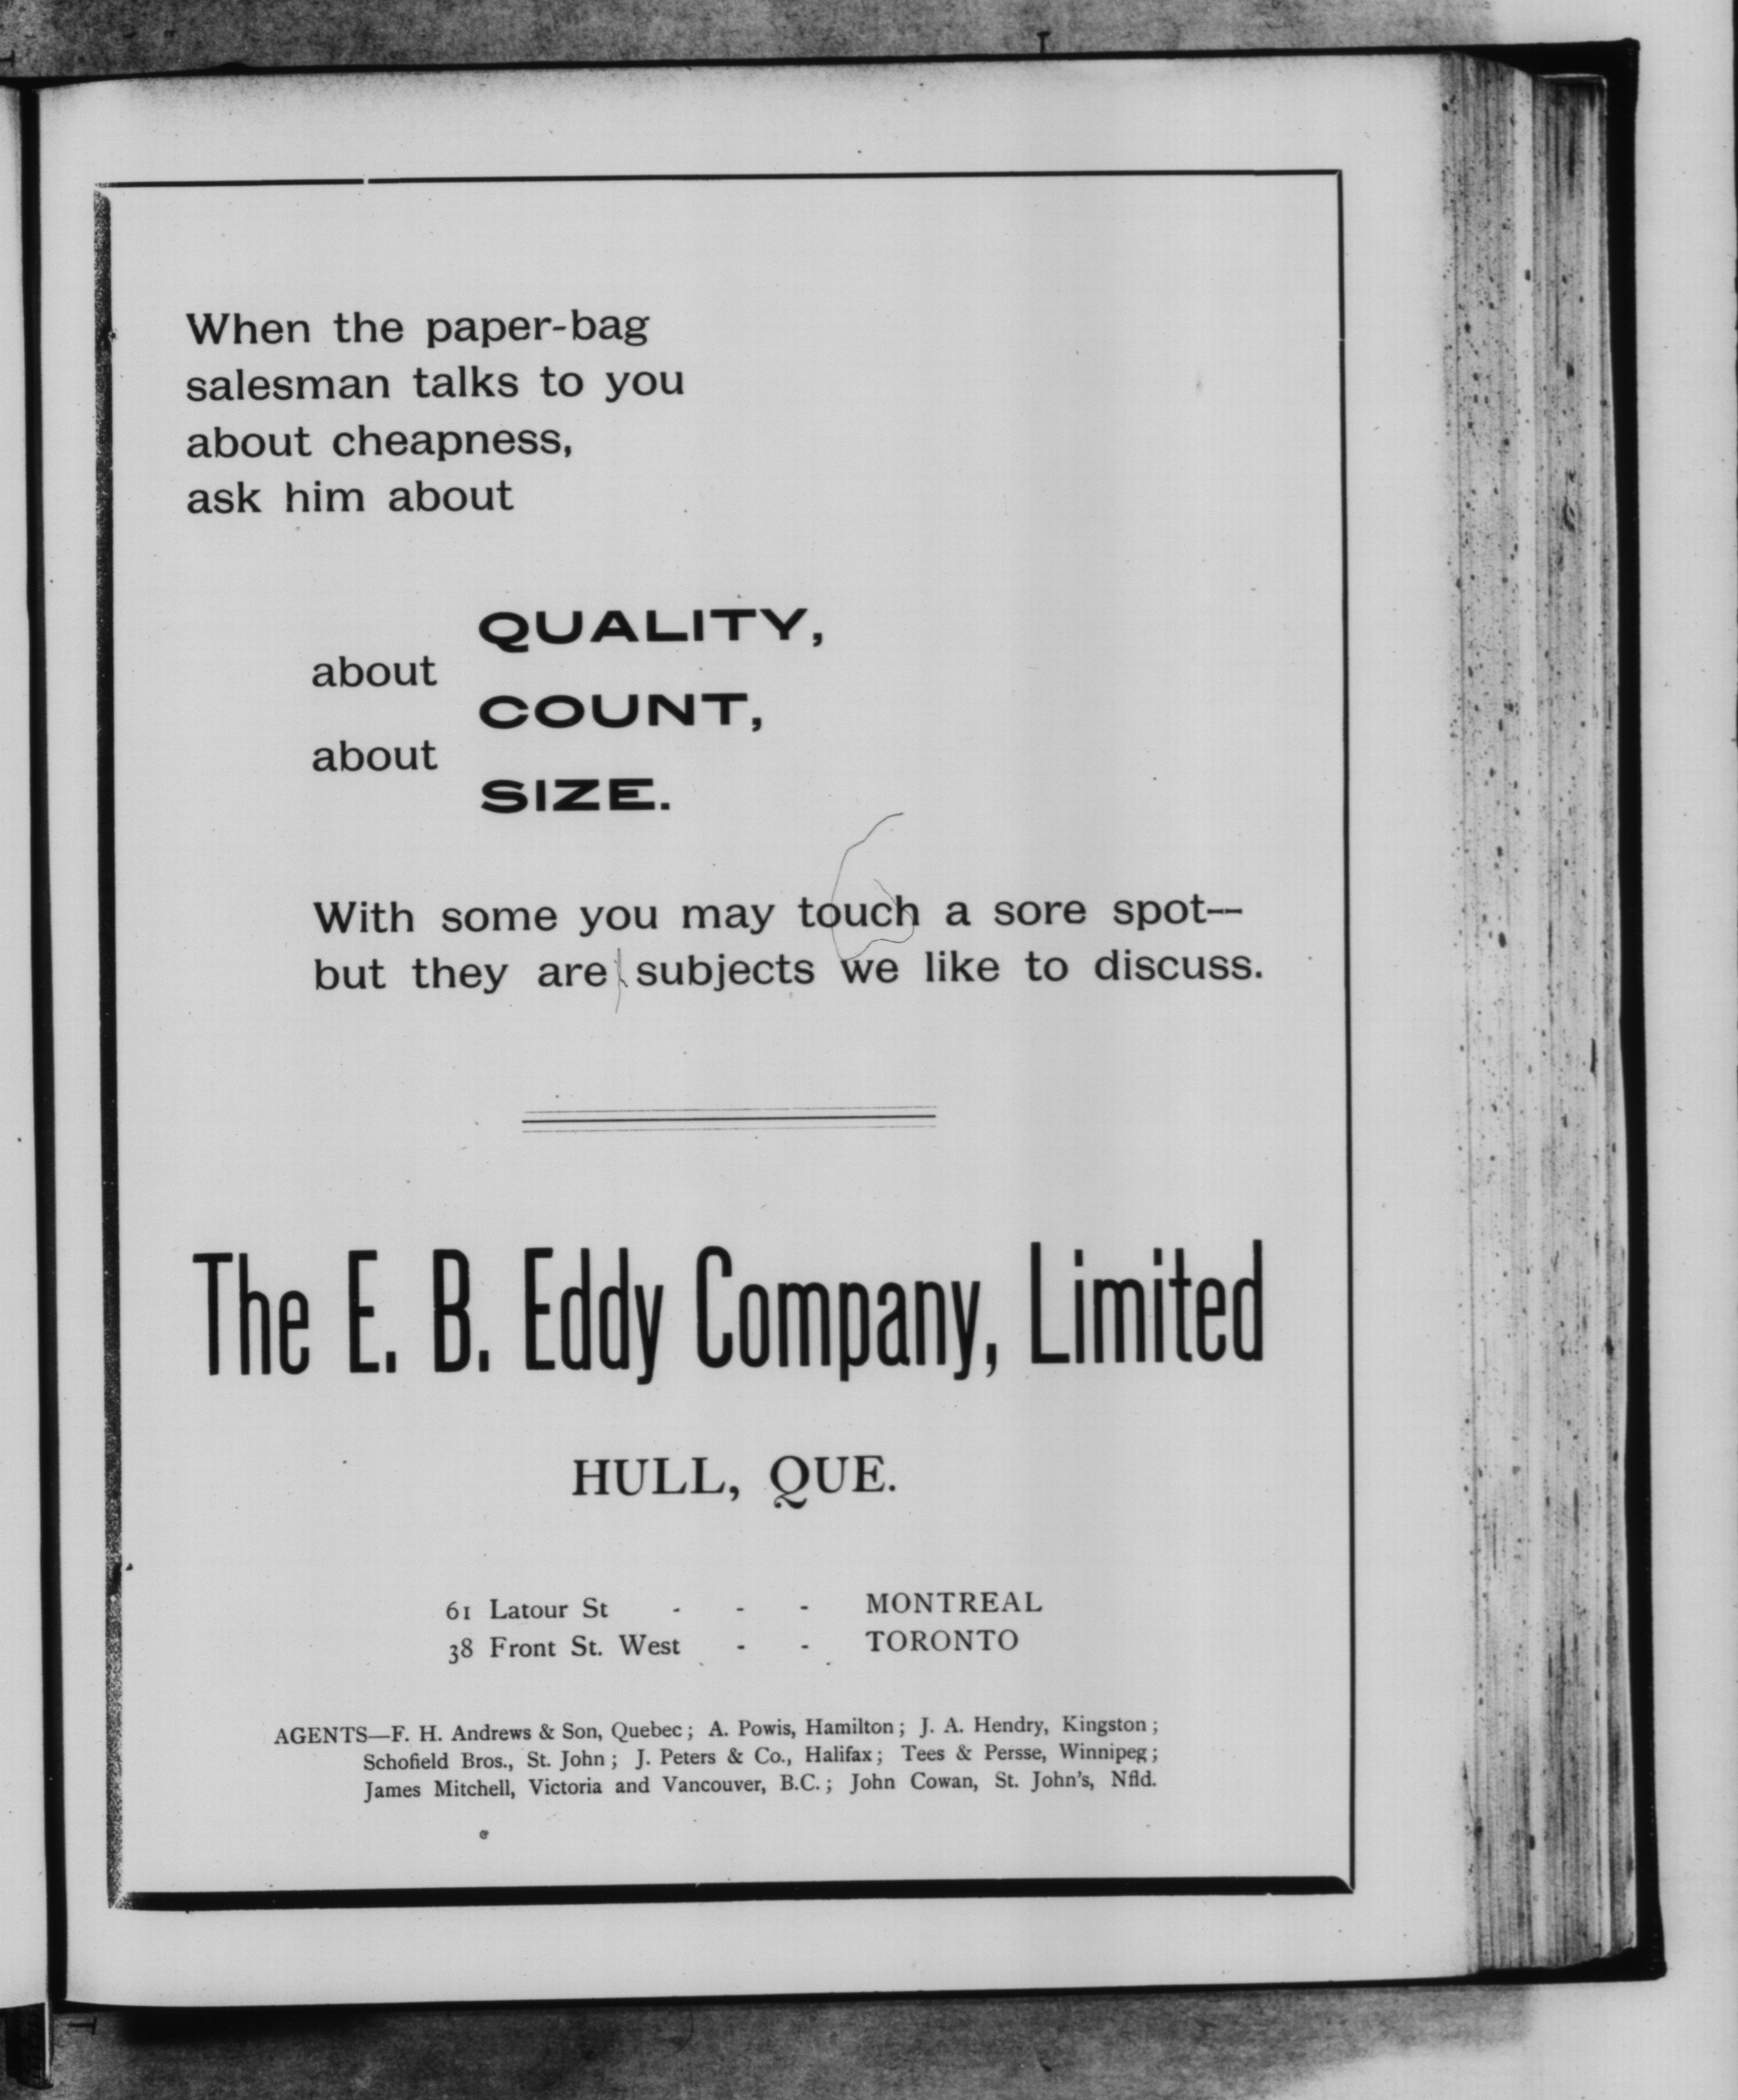 When the paper-bag
salesman talks to you
about cheapness,
ask him about
QUALITY,
about
COUNT,
about
SIZE.
With some you may touch a sore spot—
but they are subjects we like to discuss.
The E. B. Eddy Company, Limited
HULL, QUE.
61 Latour St - - - MONTREAL
38 Front St. West - - TORONTO
AGENTS—F. H. Andrews & Son, Quebec; A. Powis, Hamilton; J. A. Hendry, Kingston;
Schofield Bros., St. John; J. Peters & Co., Halifax; Tees & Persse, Winnipeg;
James Mitchell, Victoria and Vancouver, B.C.; John Cowan, St. John's, Nfld.